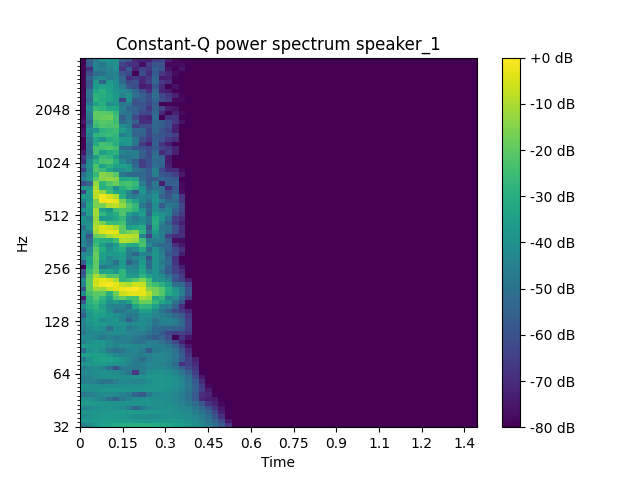 Constant-Q power spectrum speaker_1
Hz
2048
1024
512
256
128
64
32
0 0.15 0.3 0.45 0.6 0.75 0.9 1.1 1.2 1.4
Time
+0 dB
-10 dB
-20 dB
-30 dB
-40 dB
-50 dB
-60 dB
-70 dB
-80 dB